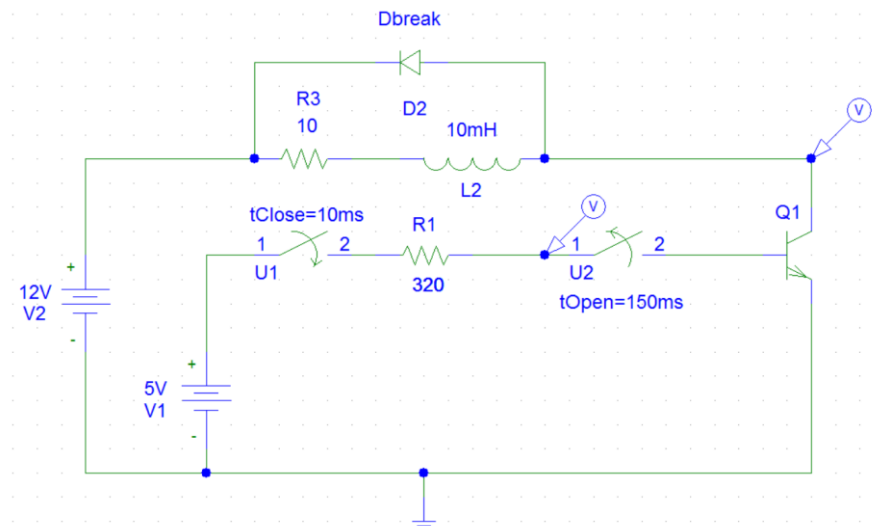 Dbreak
R3
10
D2
10mH
L2
V
tClose=10ms
1
2
U1
R1
320
V
1
2
U2
tOpen=150ms
Q1
+
12V
V2
-
+
5V
V1
-